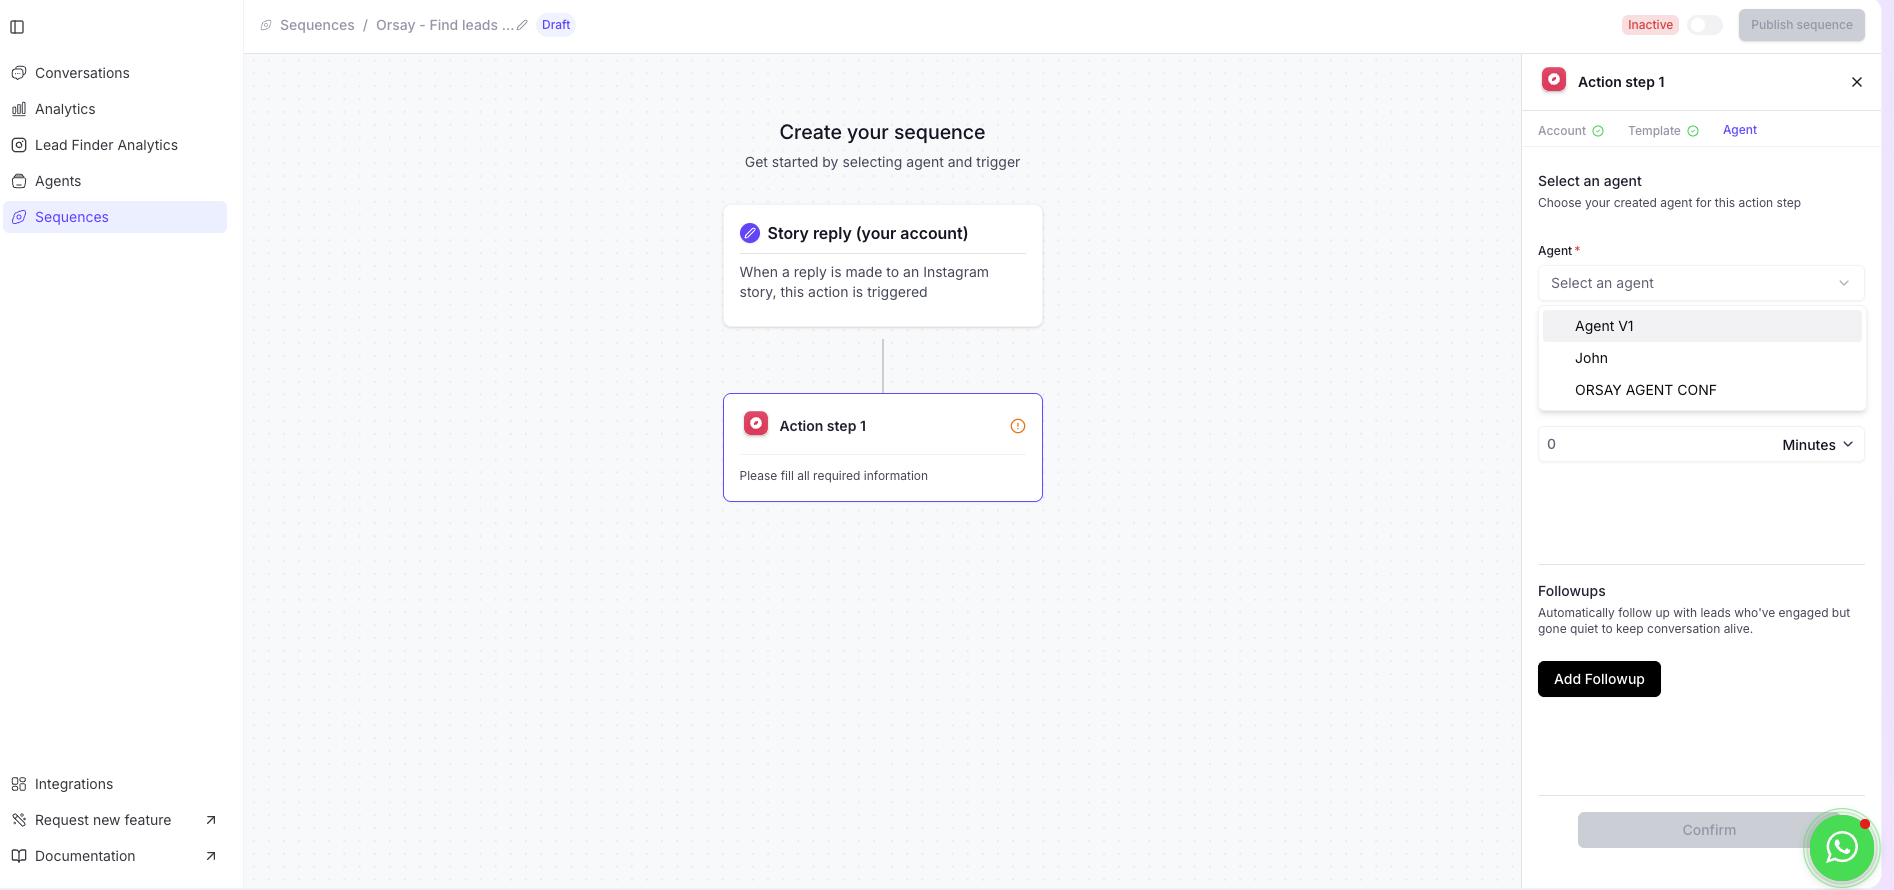 Conversations
Analytics
Lead Finder Analytics
Agents
Sequences
Integrations
Request new feature
Documentation
Sequences / Orsay - Find leads ...
Draft
Inactive
Publish sequence
Create your sequence
Get started by selecting agent and trigger
Story reply (your account)
When a reply is made to an Instagram
story, this action is triggered
Action step 1
Please fill all required information
Action step 1
Account
Template
Agent
Select an agent
Choose your created agent for this action step
Agent *
Select an agent
Agent V1
John
ORSAY AGENT CONF
0
Minutes
Followups
Automatically follow up with leads who've engaged but
gone quiet to keep conversation alive.
Add Followup
Confirm